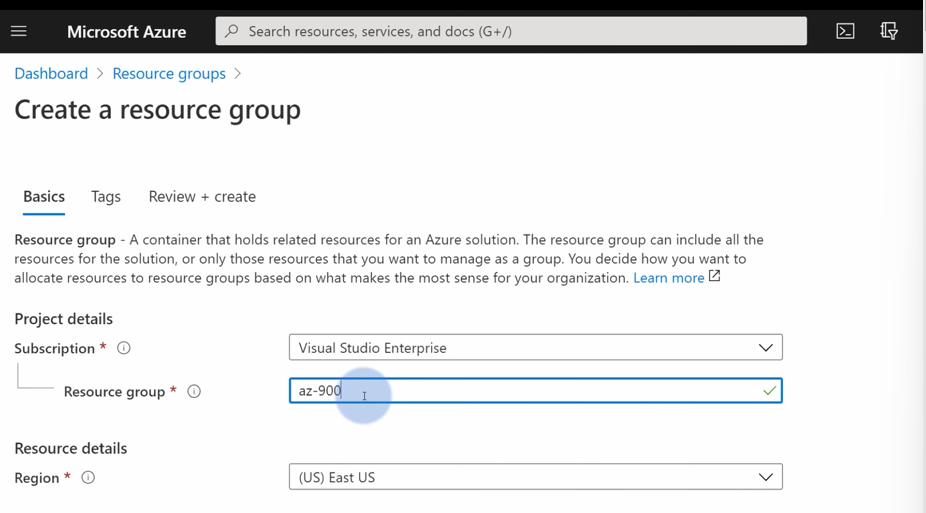 Microsoft Azure
Search resources, services, and docs (G+/)
Dashboard > Resource groups >
Create a resource group
Basics Tags Review + create
Resource group - A container that holds related resources for an Azure solution. The resource group can include all the
resources for the solution, or only those resources that you want to manage as a group. You decide how you want to
allocate resources to resource groups based on what makes the most sense for your organization. Learn more
Project details
Subscription *
Visual Studio Enterprise
Resource group *
az-900
Resource details
Region *
(US) East US